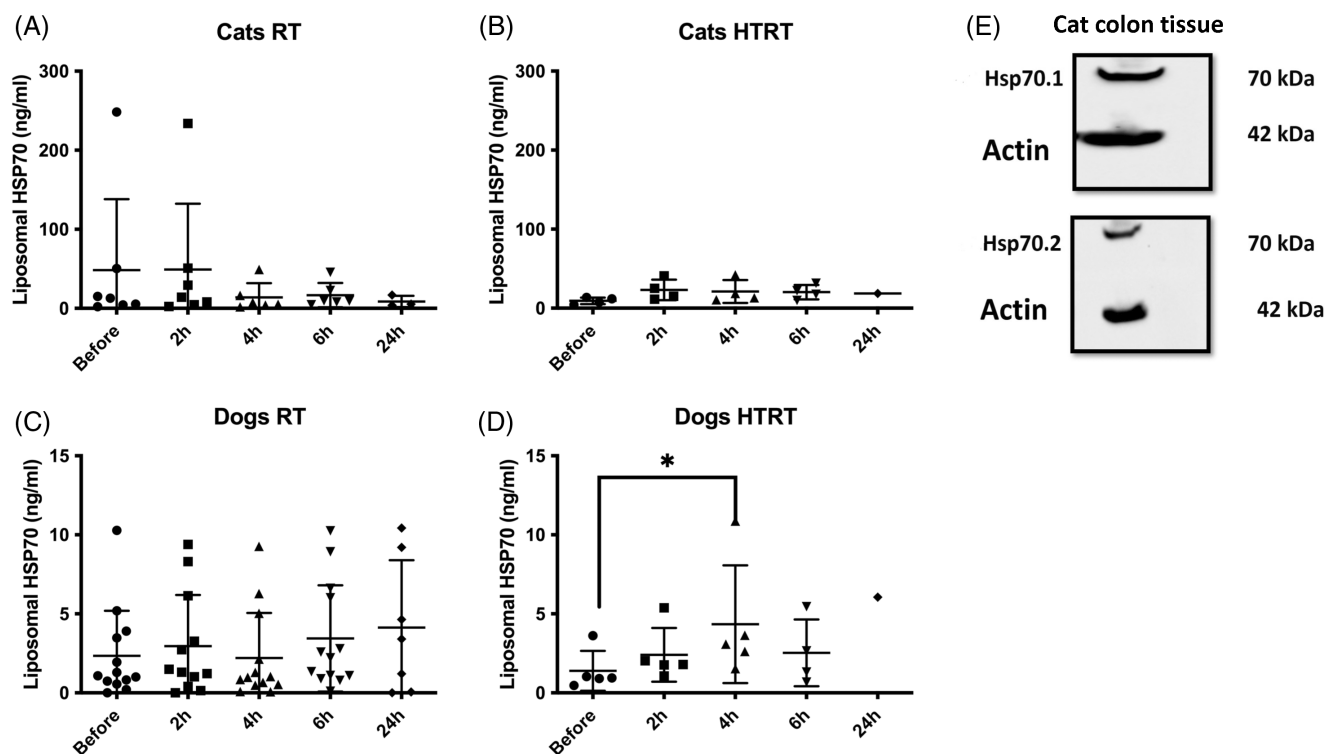 (A)
Cats RT
Liposomal HSP70 (ng/ml)
300
200
100
0
Before
2h
4h
6h
24h
(B)
Cats HTRT
Liposomal HSP70 (ng/ml)
300
200
100
0
Before
2h
4h
6h
24h
(E)
Cat colon tissue
Hsp70.1
70 kDa
Actin
42 kDa
Hsp70.2
70 kDa
Actin
42 kDa
(C)
Dogs RT
Liposomal HSP70 (ng/ml)
15
10
5
0
Before
2h
4h
6h
24h
(D)
Dogs HTRT
Liposomal HSP70 (ng/ml)
15
10
5
0
*
Before
2h
4h
6h
24h